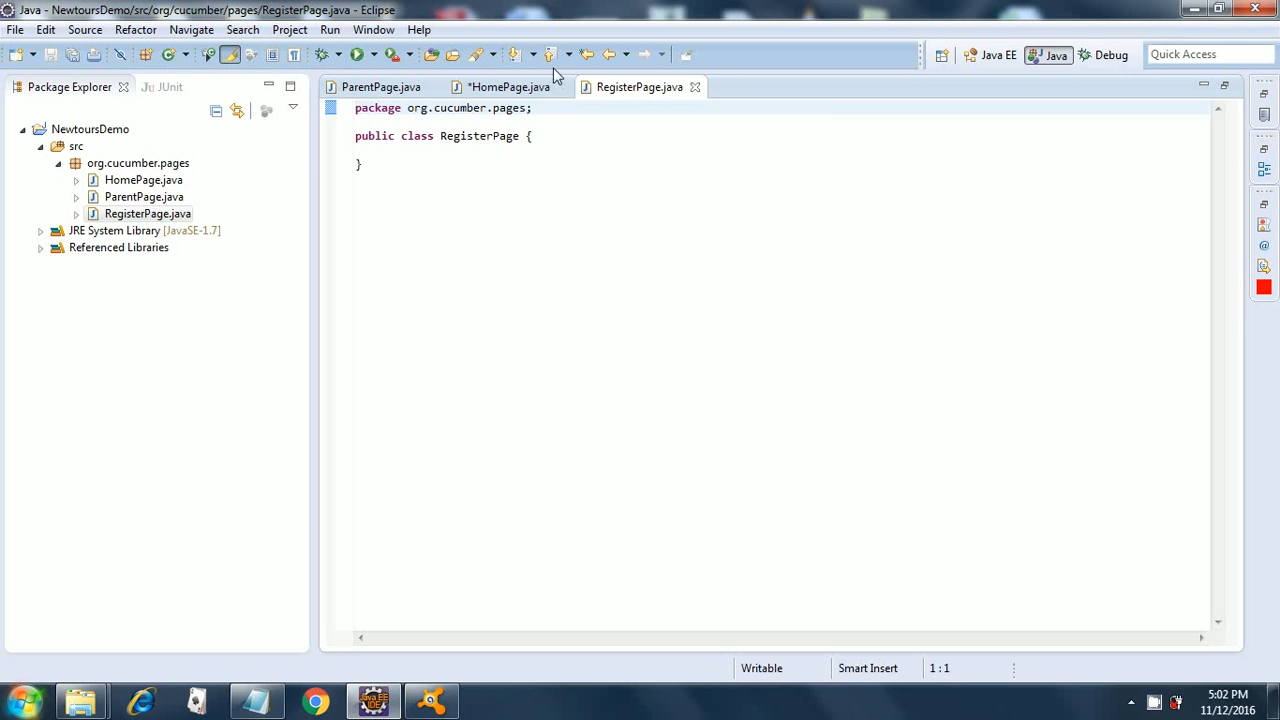 Java - NewtoursDemo/src/org/cucumber/pages/RegisterPage.java - Eclipse
File Edit Source Refactor Navigate Search Project Run Window Help
Java EE Java Debug Quick Access
Package Explorer JUnit
ParentPage.java *HomePage.java RegisterPage.java
NewtoursDemo
src
org.cucumber.pages
HomePage.java
ParentPage.java
RegisterPage.java
JRE System Library [JavaSE-1.7]
Referenced Libraries
package org.cucumber.pages;
public class RegisterPage {
}
Writable Smart Insert 1 : 1
Java EE
IDE
5:02 PM
11/12/2016